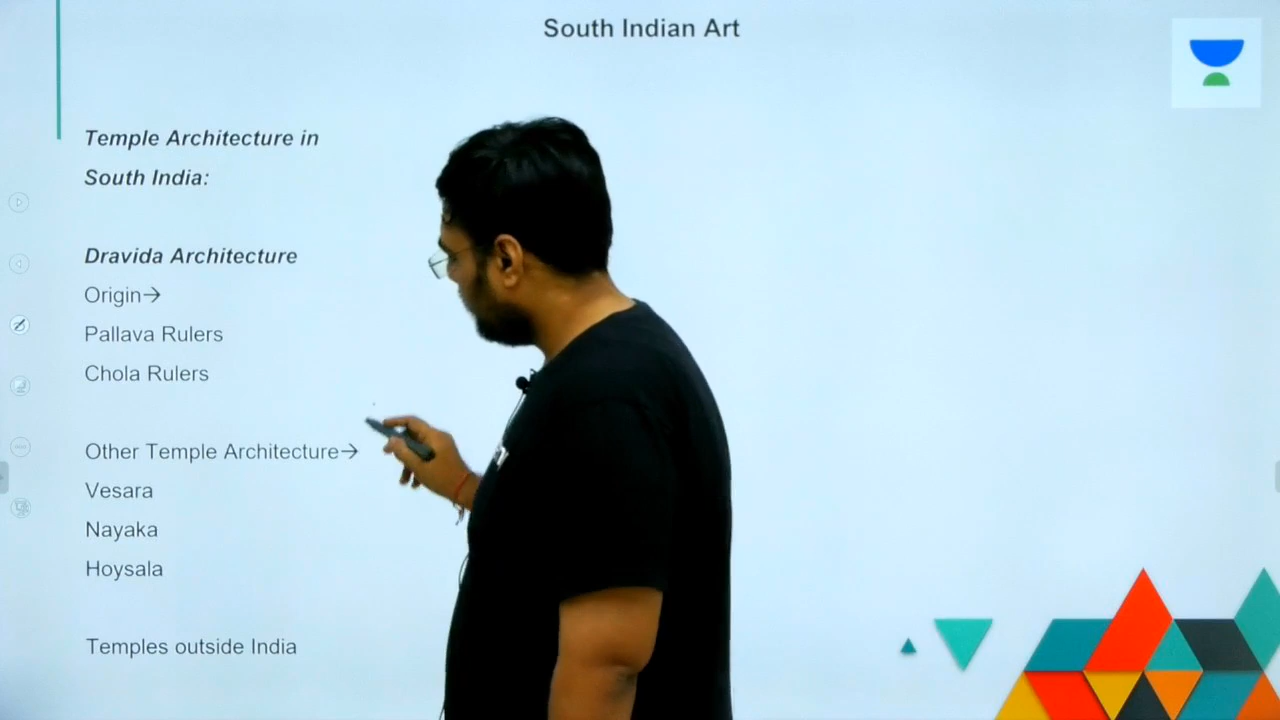 South Indian Art
Temple Architecture in
South India:
Dravida Architecture
Origin→
Pallava Rulers
Chola Rulers
Other Temple Architecture→
Vesara
Nayaka
Hoysala
Temples outside India